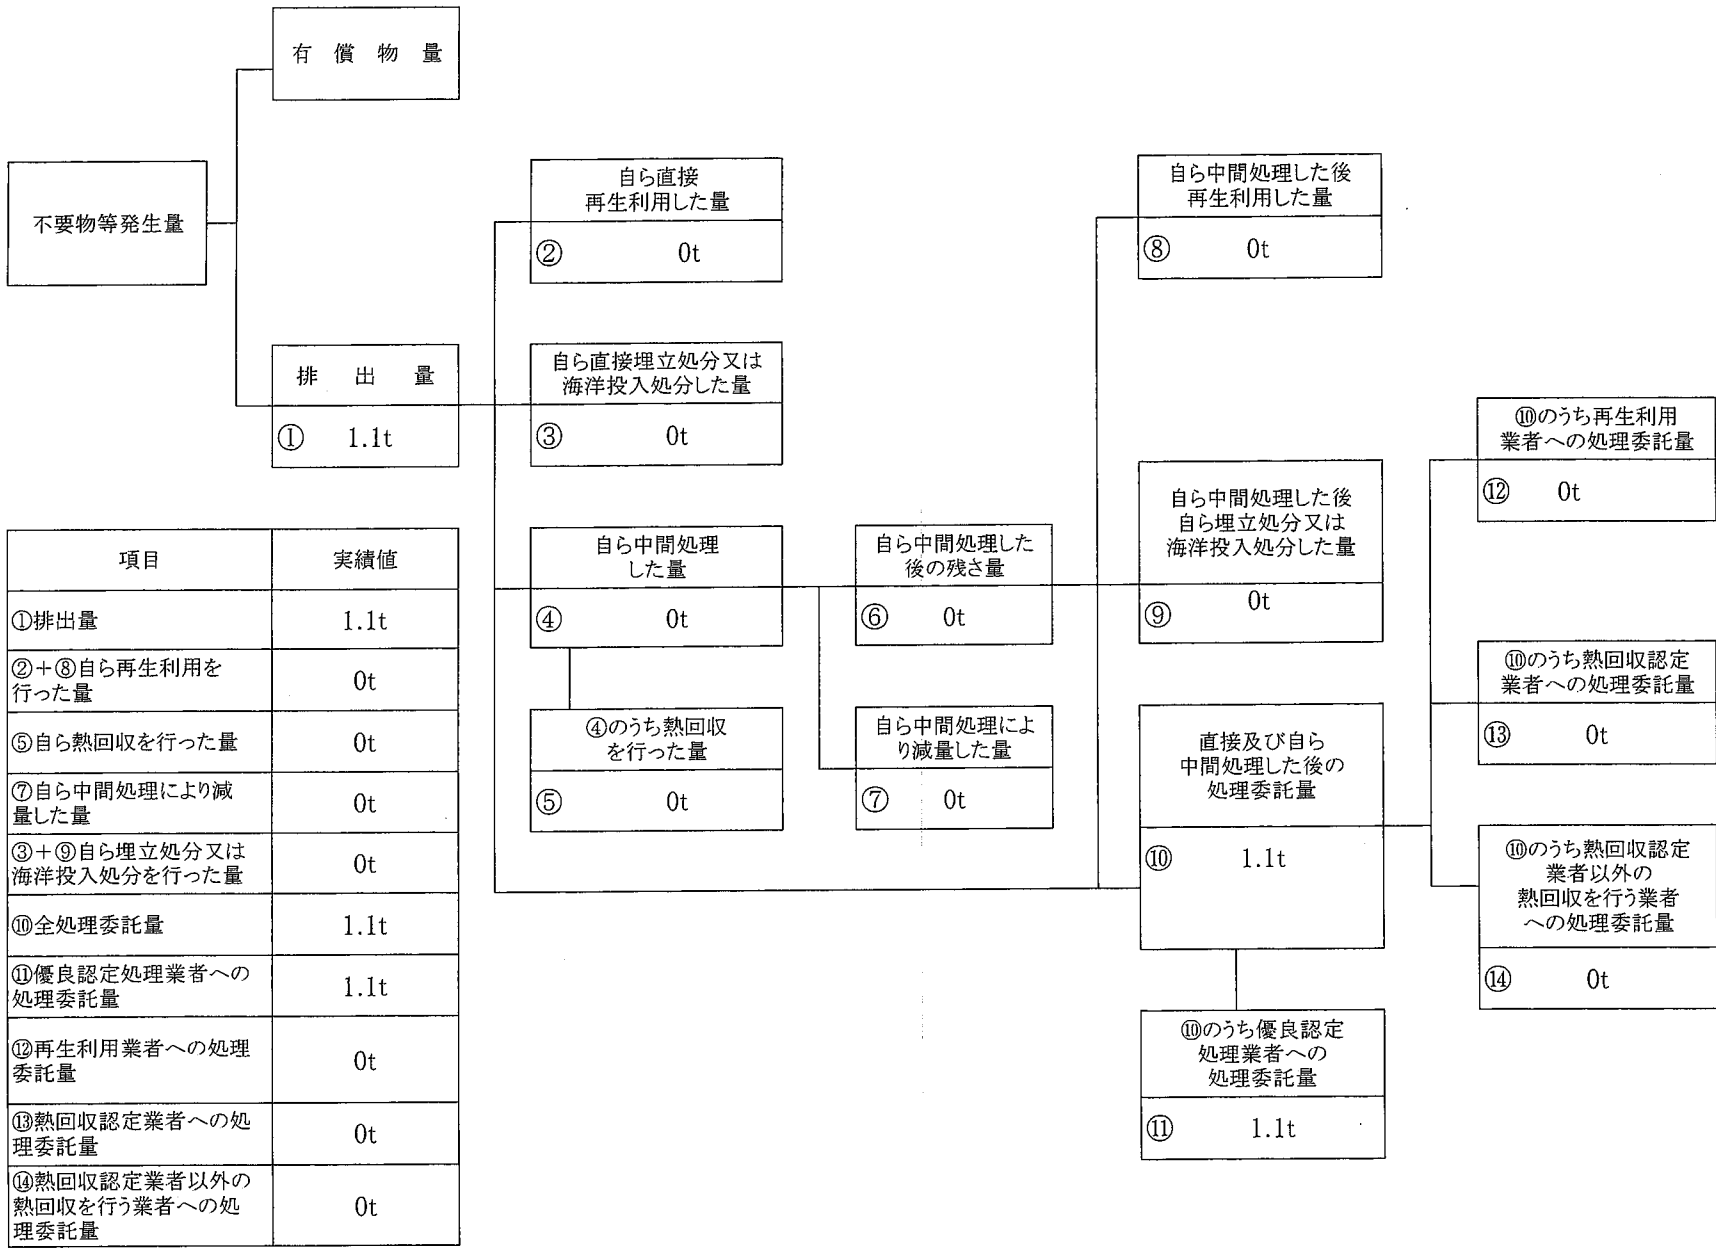 有償物量
不要物等発生量
排出量
① 1.1t
自ら直接
再生利用した量
② 0t
自ら直接埋立処分又は
海洋投入処分した量
③ 0t
自ら中間処理
した量
④ 0t
④のうち熱回収
を行った量
⑤ 0t
自ら中間処理した
後の残さ量
⑥ 0t
自ら中間処理によ
り減量した量
⑦ 0t
自ら中間処理した後
再生利用した量
⑧ 0t
自ら中間処理した後
自ら埋立処分又は
海洋投入処分した量
⑨ 0t
直接及び自ら
中間処理した後の
処理委託量
⑩ 1.1t
⑩のうち優良認定
処理業者への
処理委託量
⑪ 1.1t
⑩のうち再生利用
業者への処理委託量
⑫ 0t
⑩のうち熱回収認定
業者への処理委託量
⑬ 0t
⑩のうち熱回収認定
業者以外の
熱回収を行う業者
への処理委託量
⑭ 0t
項目 実績値
①排出量 1.1t
②+⑧自ら再生利用を
行った量 0t
⑤自ら熱回収を行った量 0t
⑦自ら中間処理により減
量した量 0t
③+⑨自ら埋立処分又は
海洋投入処分を行った量 0t
⑩全処理委託量 1.1t
⑪優良認定処理業者への
処理委託量 1.1t
⑫再生利用業者への処理
委託量 0t
⑬熱回収認定業者への処
理委託量 0t
⑭熱回収認定業者以外の
熱回収を行う業者への処
理委託量 0t